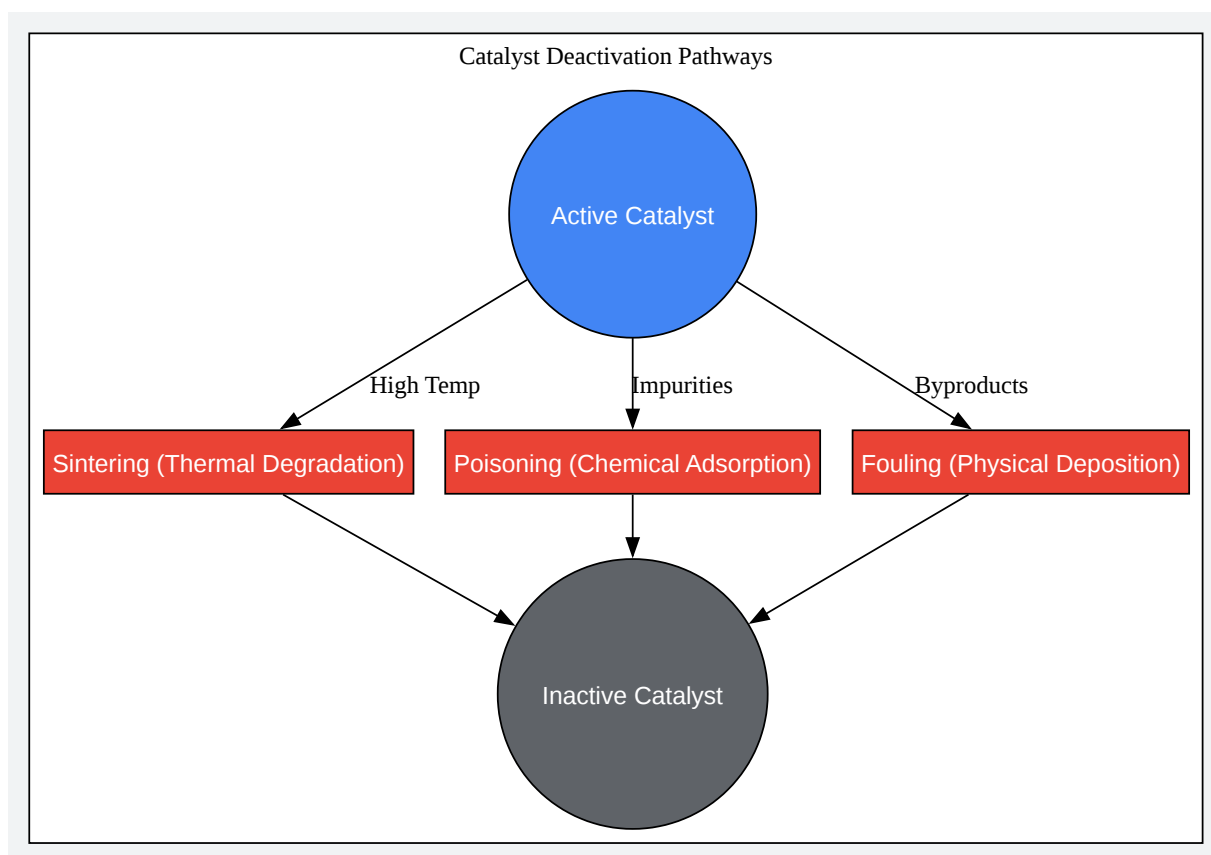 Catalyst Deactivation Pathways
Active Catalyst
High Temp
Impurities
Byproducts
Sintering (Thermal Degradation)
Poisoning (Chemical Adsorption)
Fouling (Physical Deposition)
Inactive Catalyst